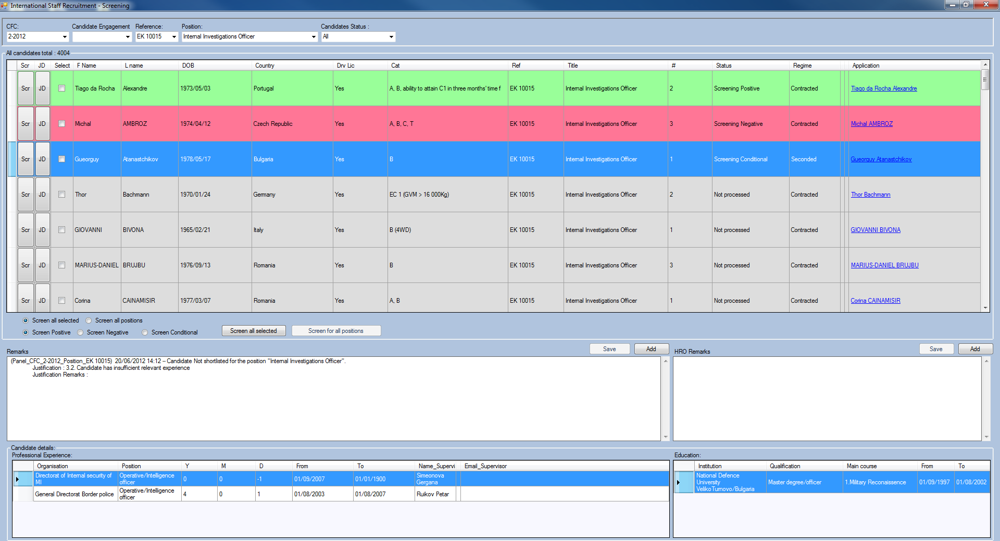 International Staff Recruitment - Screening
CFC: Candidate Engagement Reference: Position: Candidates Status :
2-2012 EK 10015 Internal Investigations Officer All
All candidates total : 4004
Scr JD Select F Name L name DOB Country Drv Lic Cat Ref Title # Status Regime Application
Scr JD Tiago da Rocha Alexandre 1973/05/03 Portugal Yes A, B, ability to attain C1 in three months' time f EK 10015 Internal Investigations Officer 2 Screening Positive Contracted Tiago da Rocha Alexandre
Scr JD Michal AMBROZ 1974/04/12 Czech Republic Yes A, B, C, T EK 10015 Internal Investigations Officer 3 Screening Negative Contracted Michal AMBROZ
Scr JD Gueorguy Atanastchikov 1978/05/17 Bulgaria Yes B EK 10015 Internal Investigations Officer 1 Screening Conditional Seconded Gueorguy Atanastchikov
Scr JD Thor Bachmann 1970/01/24 Germany Yes EC 1 (GVM > 16 000Kg) EK 10015 Internal Investigations Officer 2 Not processed Contracted Thor Bachmann
Scr JD GIOVANNI BIVONA 1965/02/21 Italy Yes B (4WD) EK 10015 Internal Investigations Officer 1 Not processed Contracted GIOVANNI BIVONA
Scr JD MARIUS-DANIEL BRUJBU 1976/09/13 Romania Yes B EK 10015 Internal Investigations Officer 3 Not processed Contracted MARIUS-DANIEL BRUJBU
Scr JD Corina CAINAMISIR 1977/03/07 Romania Yes A, B EK 10015 Internal Investigations Officer 1 Not processed Contracted Corina CAINAMISIR
Screen all selected Screen all positions
Screen Positive Screen Negative Screen Conditional Screen all selected Screen for all positions
Remarks Save Add HRO Remarks Save Add
(Panel_CFC_2-2012_Position_EK 10015) 20/06/2012 14:12 -- Candidate Not shortlisted for the position "Internal Investigations Officer".
Justification : 3.2. Candidate has insufficient relevant experience
Justification Remarks :
Candidate details:
Professional Experience: Education:
Organisation Position Y M D From To Name_Supervi Email_Supervisor
Directorat of Internal security of MI Operative/Intelligence officer 0 0 -1 01/09/2007 01/01/1900 Simeonova Gergana
General Directorat Border police Operative/Intelligence officer 4 0 1 01/08/2003 01/08/2007 Ruikov Petar
Institution Qualification Main course From To
National Defence University VelikoTurnovo/Bulgaria Master degree/officer 1.Military Reconaissence 01/09/1997 01/08/2002